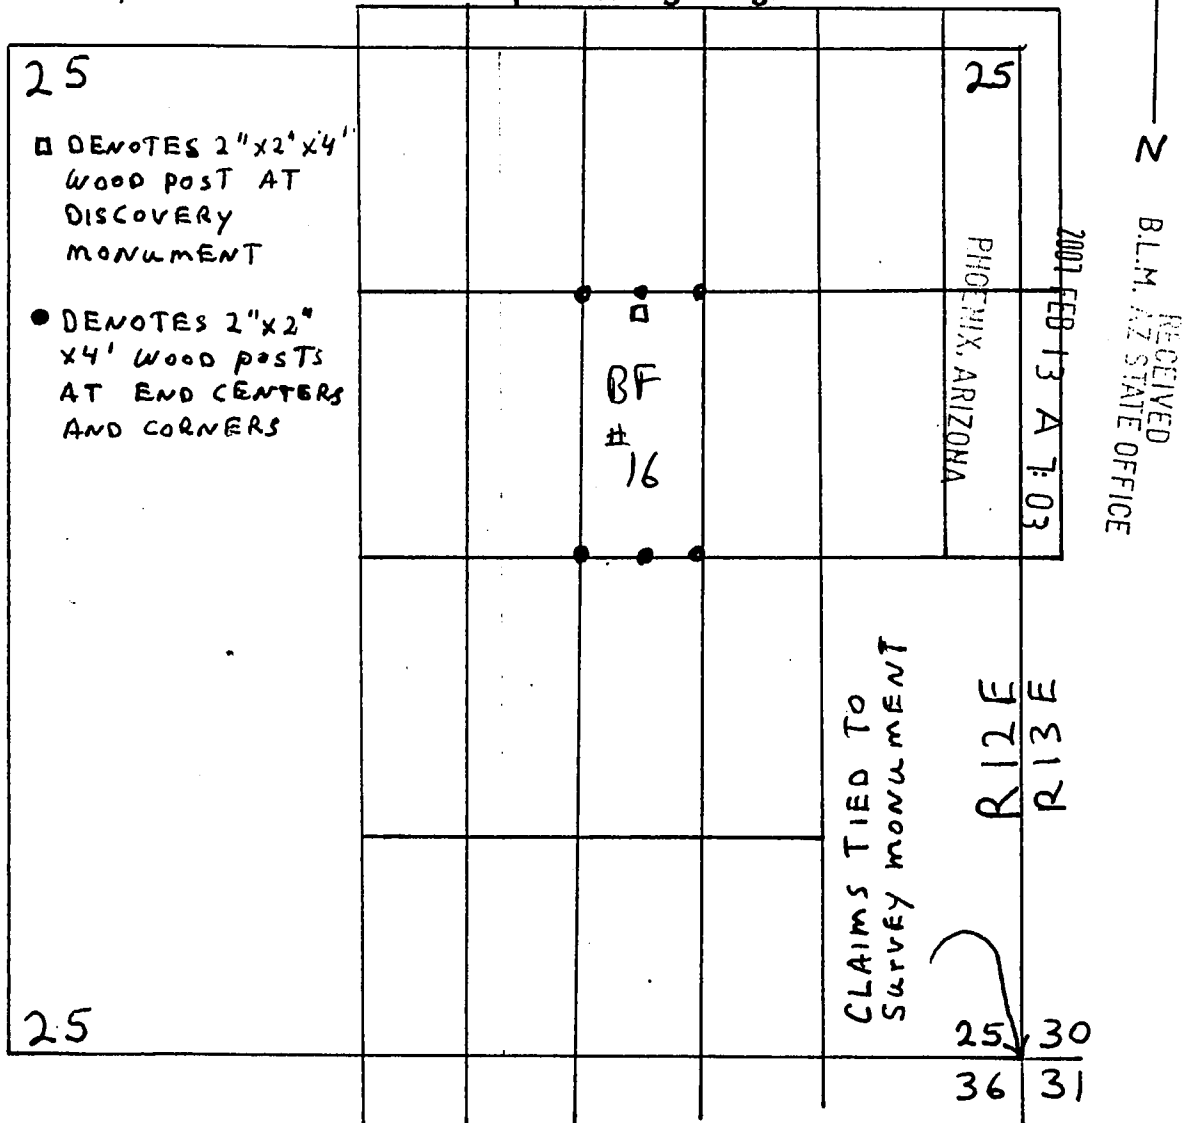 25
25
□ DENOTES 2"x2"x4'
WOOD POST AT
DISCOVERY
MONUMENT
● DENOTES 2"x2"
x4' WOOD POSTS
AT END CENTERS
AND CORNERS
BF
#
16
N
RECEIVED
B.L.M. AZ STATE OFFICE
2007 FEB 13 A 7:03
PHOENIX, ARIZONA
CLAIMS TIED TO
SURVEY MONUMENT
R12E
R13E
25
25 30
36 31